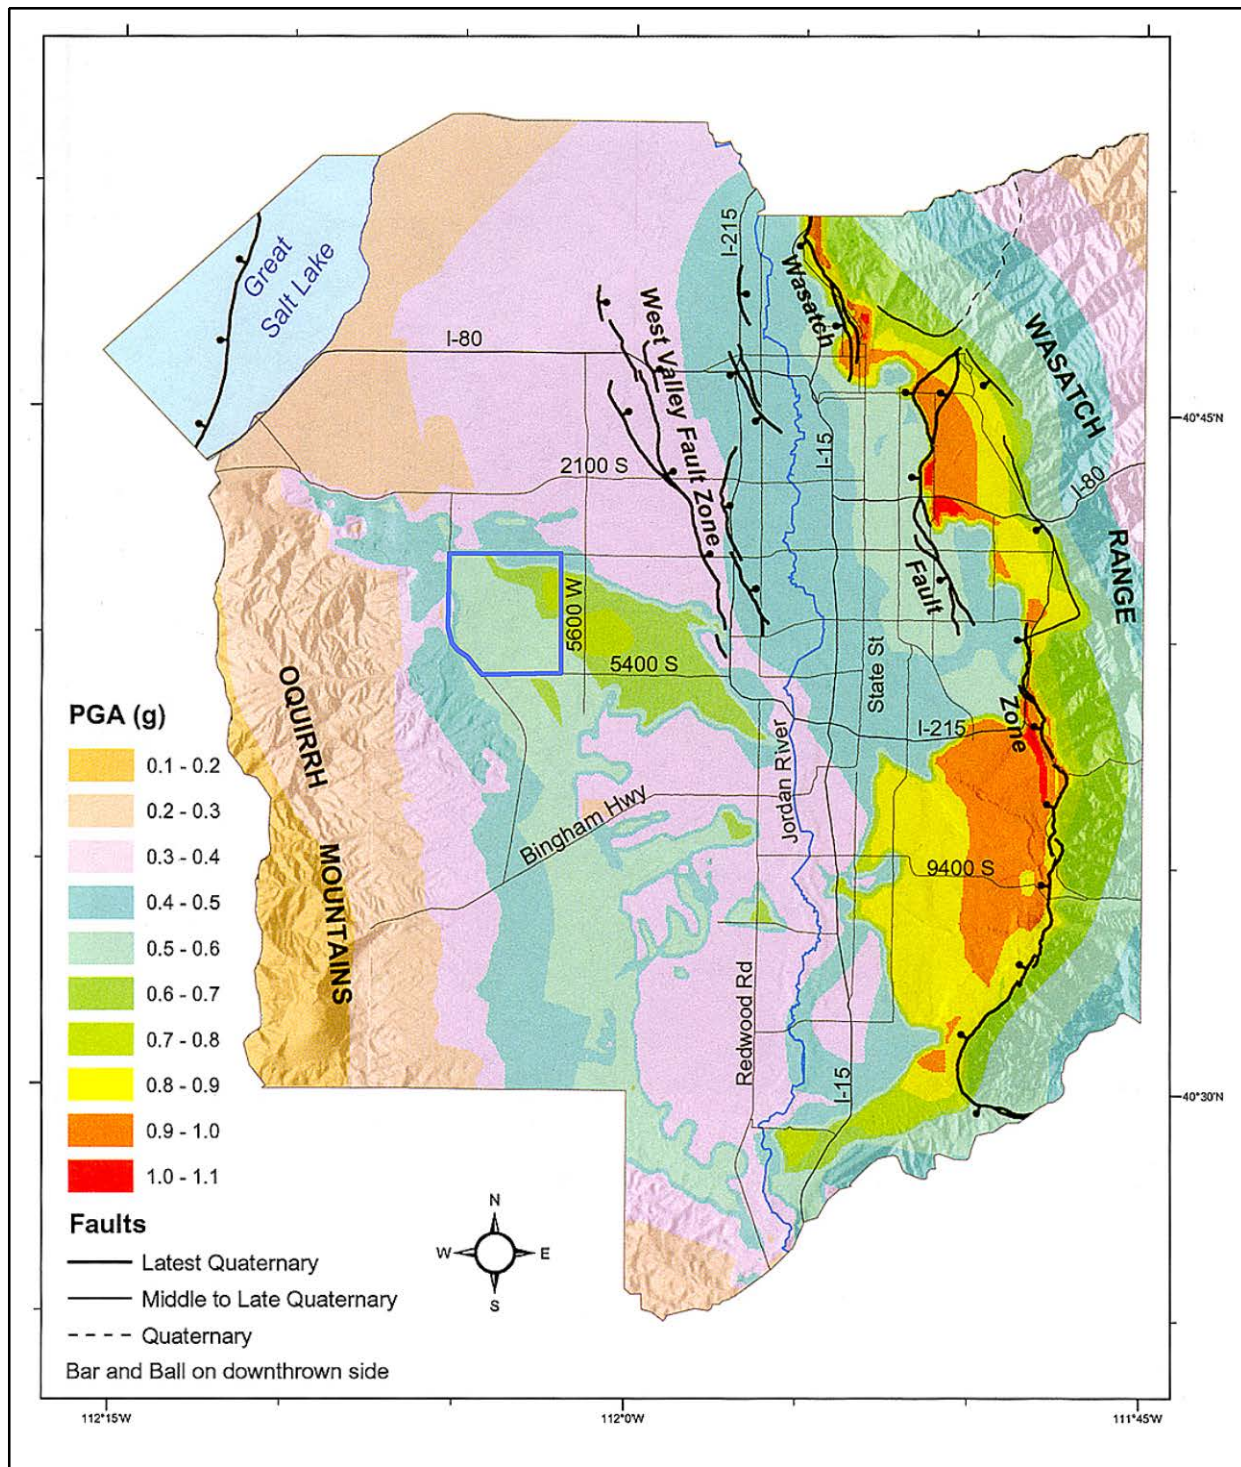 Great
Salt Lake
I-80
I-215
Wasatch
West Valley Fault Zone
WASATCH
RANGE
I-80
40°45'N
I-15
2100 S
Fault
5600 W
5400 S
State St
I-215
Zone
OQUIRRH
MOUNTAINS
Jordan River
Bingham Hwy
9400 S
Redwood Rd
I-15
40°30'N
PGA (g)
0.1 - 0.2
0.2 - 0.3
0.3 - 0.4
0.4 - 0.5
0.5 - 0.6
0.6 - 0.7
0.7 - 0.8
0.8 - 0.9
0.9 - 1.0
1.0 - 1.1
Faults
Latest Quaternary
Middle to Late Quaternary
Quaternary
Bar and Ball on downthrown side
N
W
E
S
112°15'W
112°0'W
111°45'W